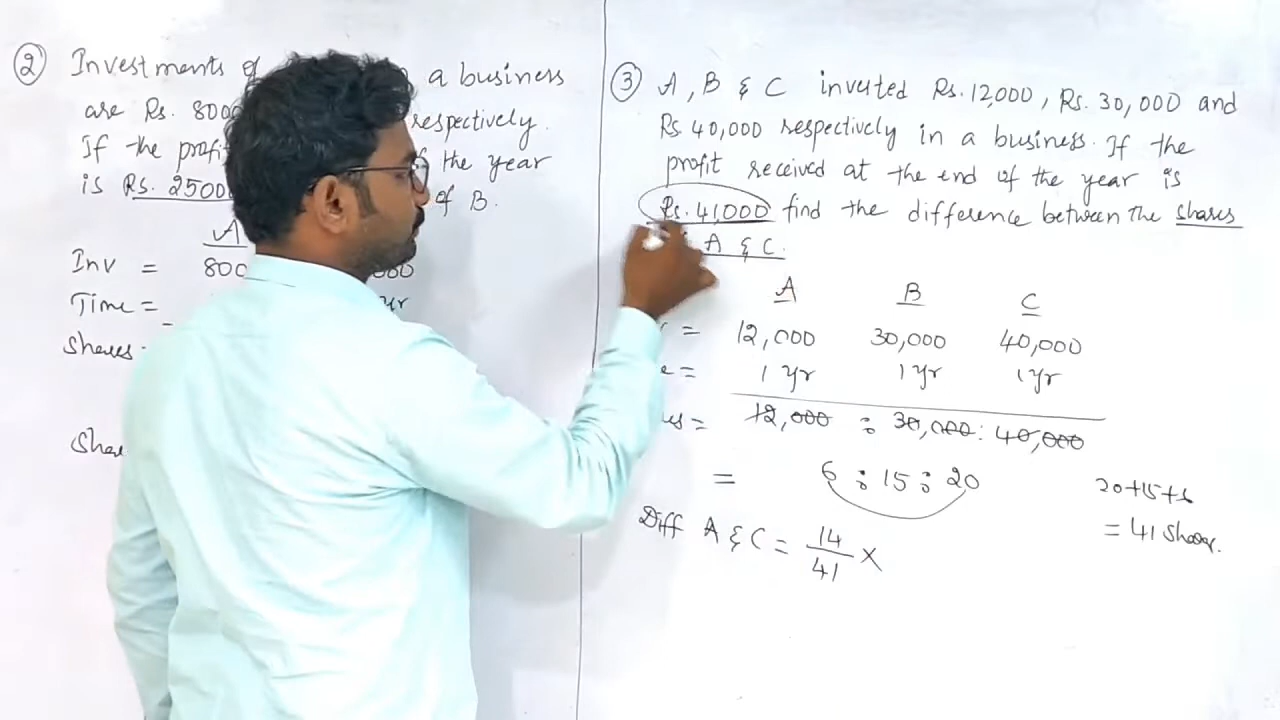 ② Investments of a business
are Rs. 800 respectively.
If the profi f the year
is Rs. 2500 of B.
A
Inv = 800 000
Time = yr
Shares
Shar
③ A, B & C inverted Rs. 12,000, Rs. 30,000 and
Rs. 40,000 respectively in a business. If the
profit received at the end of the year is
Rs. 41,000 find the difference between the shares
A & C.
A B C
= 12,000 30,000 40,000
e = 1 yr 1 yr 1 yr
es = 12,000 : 30,000 : 40,000
= 6 : 15 : 20
20+15+6
= 41 Shares.
Diff A & C = 14/41 ×